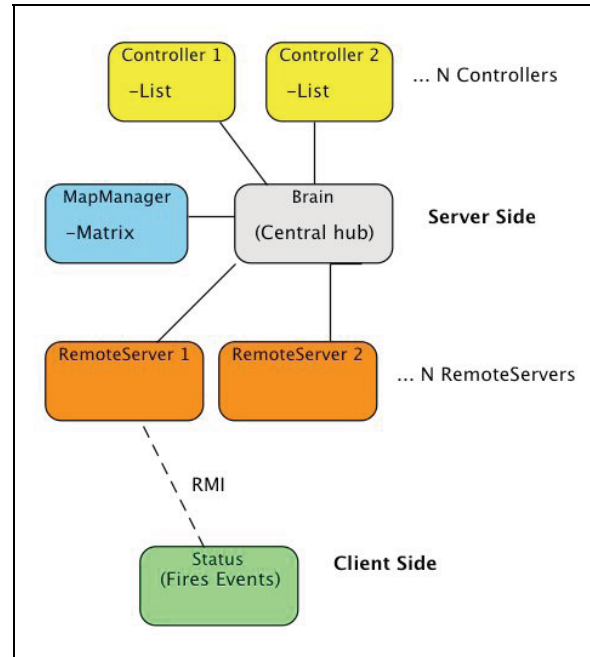 Controller 1
–List
Controller 2
–List
... N Controllers
MapManager
–Matrix
Brain
(Central hub)
Server Side
RemoteServer 1
RemoteServer 2
... N RemoteServers
RMI
Status
(Fires Events)
Client Side